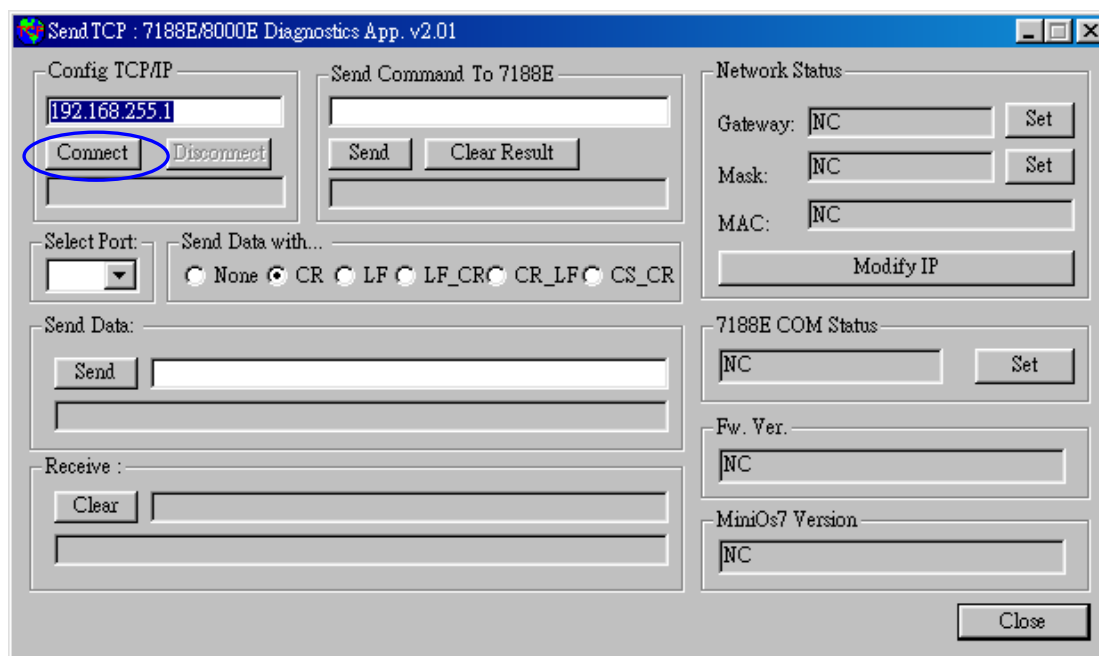 SendTCP : 7188E/8000E Diagnostics App. v2.01
Config TCP/IP
192.168.255.1
Connect Disconnect
Send Command To 7188E
Send Clear Result
Network Status
Gateway: NC Set
Mask: NC Set
MAC: NC
Modify IP
Select Port:
Send Data with...
None CR LF LF_CR CR_LF CS_CR
Send Data:
Send
7188E COM Status
NC Set
Fw. Ver.
NC
Receive :
Clear
MiniOs7 Version
NC
Close